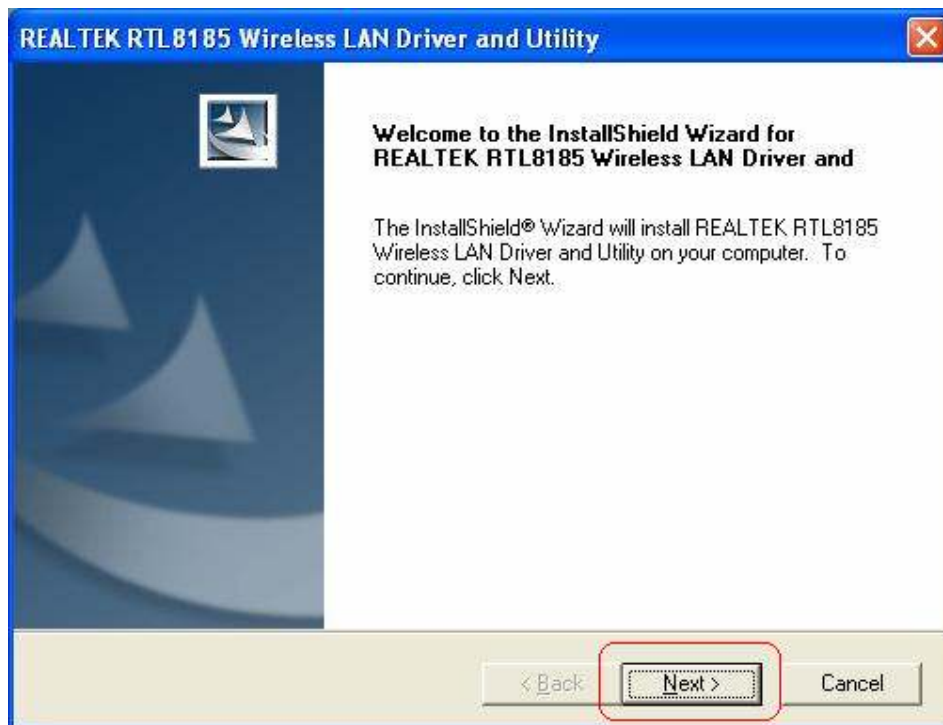 REALTEK RTL8185 Wireless LAN Driver and Utility
Welcome to the InstallShield Wizard for
REALTEK RTL8185 Wireless LAN Driver and
The InstallShield® Wizard will install REALTEK RTL8185
Wireless LAN Driver and Utility on your computer. To
continue, click Next.
< Back Next > Cancel